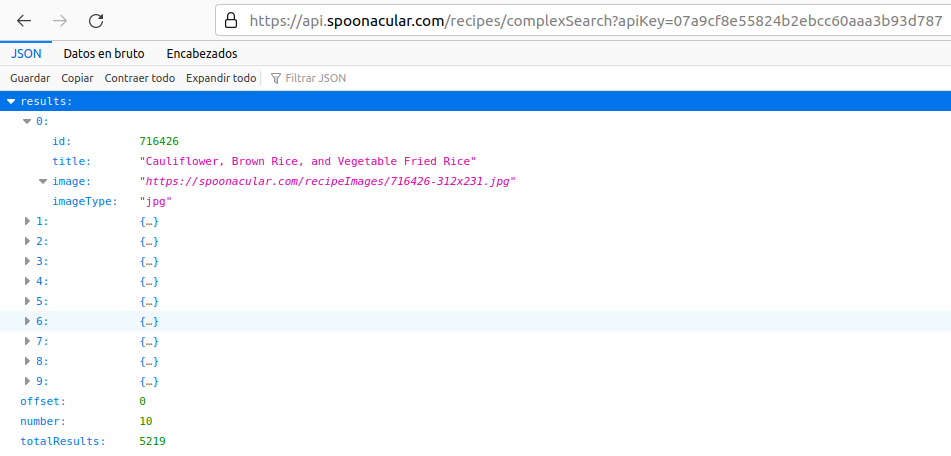 https://api.spoonacular.com/recipes/complexSearch?apiKey=07a9cf8e55824b2ebcc60aaa3b93d787
JSON Datos en bruto Encabezados
Guardar Copiar Contraer todo Expandir todo Filtrar JSON
results:
0:
id: 716426
title: "Cauliflower, Brown Rice, and Vegetable Fried Rice"
image: "https://spoonacular.com/recipeImages/716426-312x231.jpg"
imageType: "jpg"
1: {…}
2: {…}
3: {…}
4: {…}
5: {…}
6: {…}
7: {…}
8: {…}
9: {…}
offset: 0
number: 10
totalResults: 5219